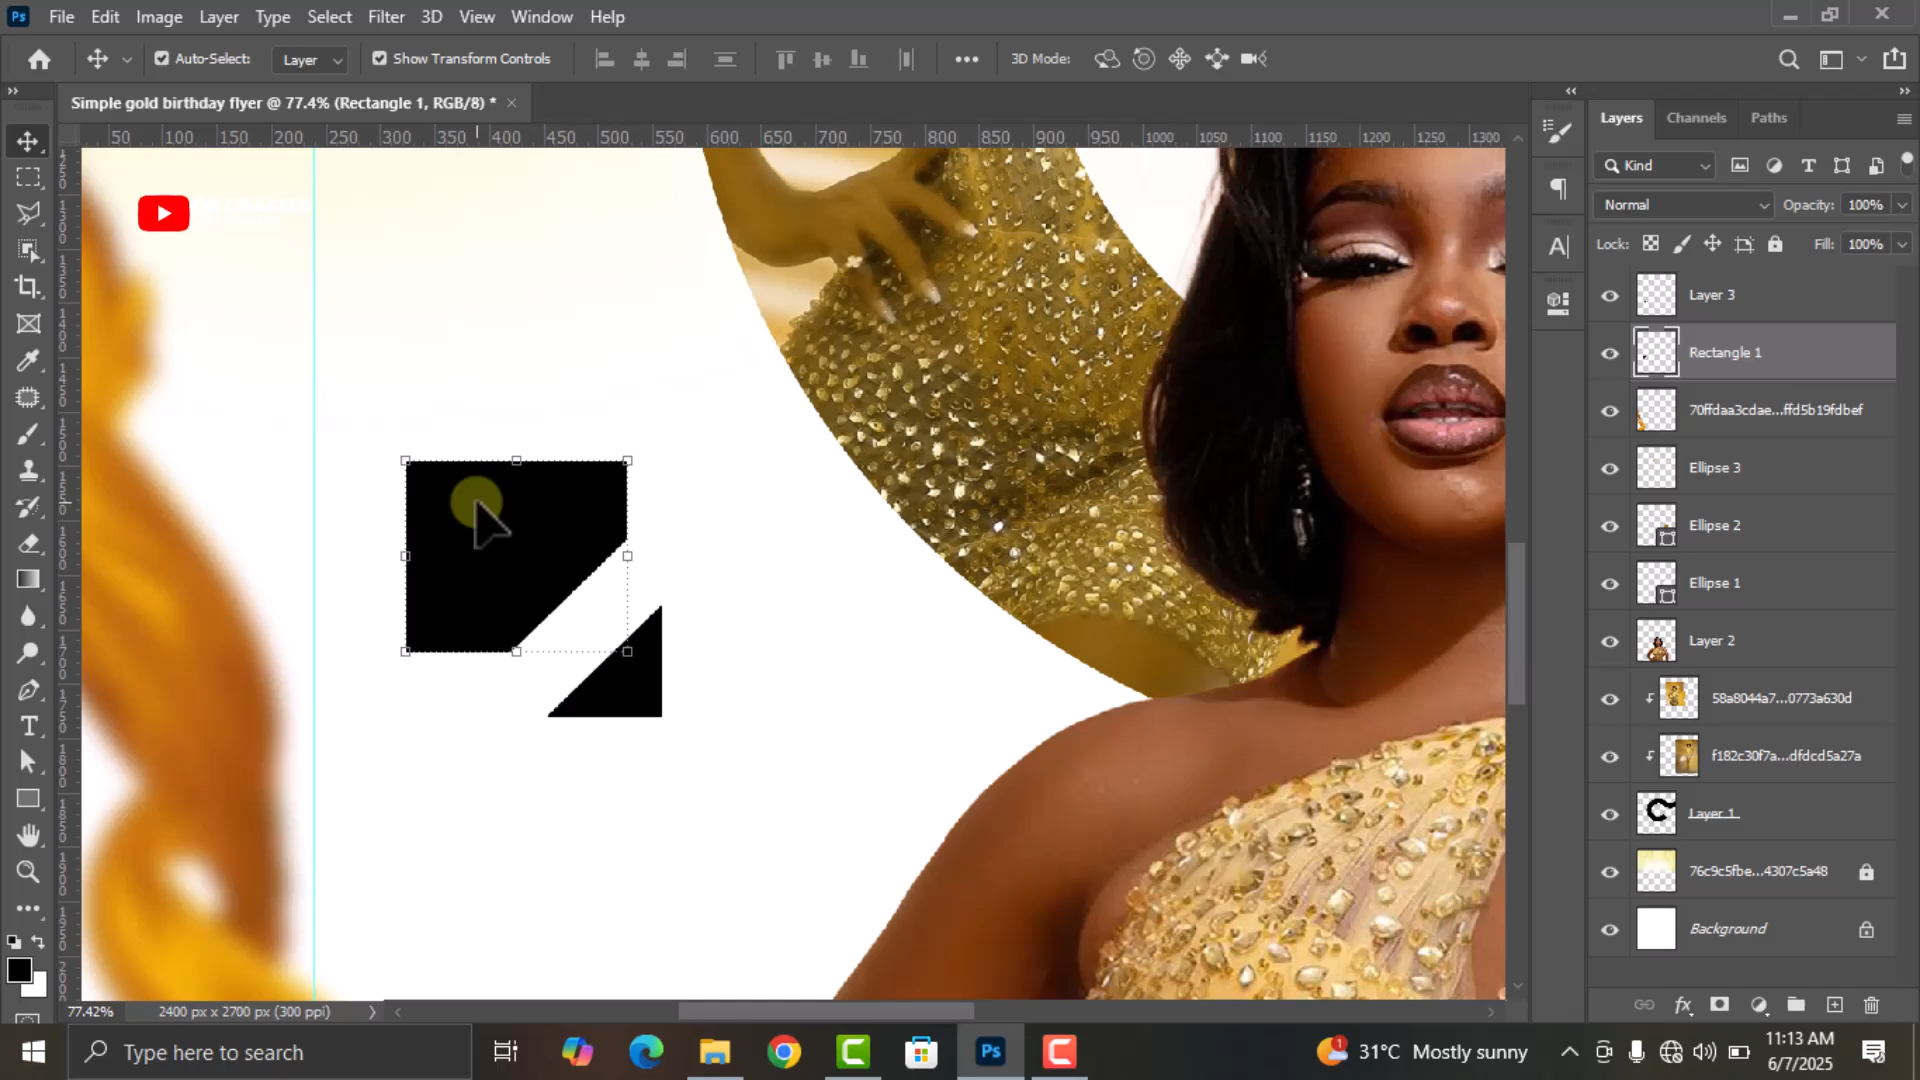 Ps File Edit Image Layer Type Select Filter 3D View Window Help
Auto-Select: Layer Show Transform Controls ••• 3D Mode:
Simple gold birthday flyer @ 77.4% (Rectangle 1, RGB/8) * ×
50 100 150 200 250 300 350 400 450 500 550 600 650 700 750 800 850 900 950 1000 1050 1100 1150 1200 1250 1300
Layers Channels Paths
Kind
Normal Opacity: 100%
Lock: Fill: 100%
Layer 3
Rectangle 1
70ffdaa3cdae...ffd5b19fdbef
Ellipse 3
Ellipse 2
Ellipse 1
Layer 2
58a8044a7...0773a630d
f182c30f7a...dfdcd5a27a
Layer 1
76c9c5fbe...4307c5a48
Background
77.42% 2400 px x 2700 px (300 ppi)
Type here to search
Ps
1
31°C Mostly sunny
11:13 AM
6/7/2025